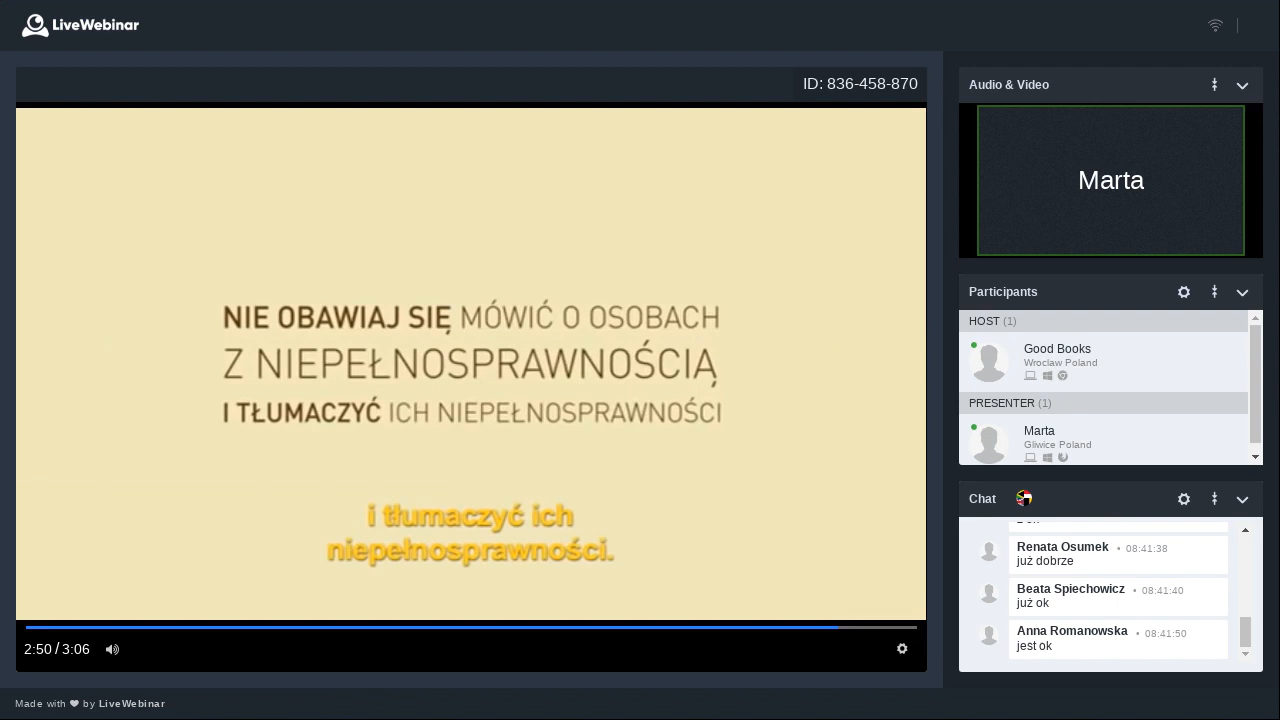 LiveWebinar
ID: 836-458-870
NIE OBAWIAJ SIĘ MÓWIĆ O OSOBACH
Z NIEPEŁNOSPRAWNOŚCIĄ
I TŁUMACZYĆ ICH NIEPEŁNOSPRAWNOŚCI
i tłumaczyć ich
niepełnosprawności.
2:50 / 3:06
Audio & Video
Marta
Participants
HOST (1)
Good Books
Wroclaw Poland
PRESENTER (1)
Marta
Gliwice Poland
Chat
Renata Osumek • 08:41:38
już dobrze
Beata Spiechowicz • 08:41:40
już ok
Anna Romanowska • 08:41:50
jest ok
Made with ❤ by LiveWebinar